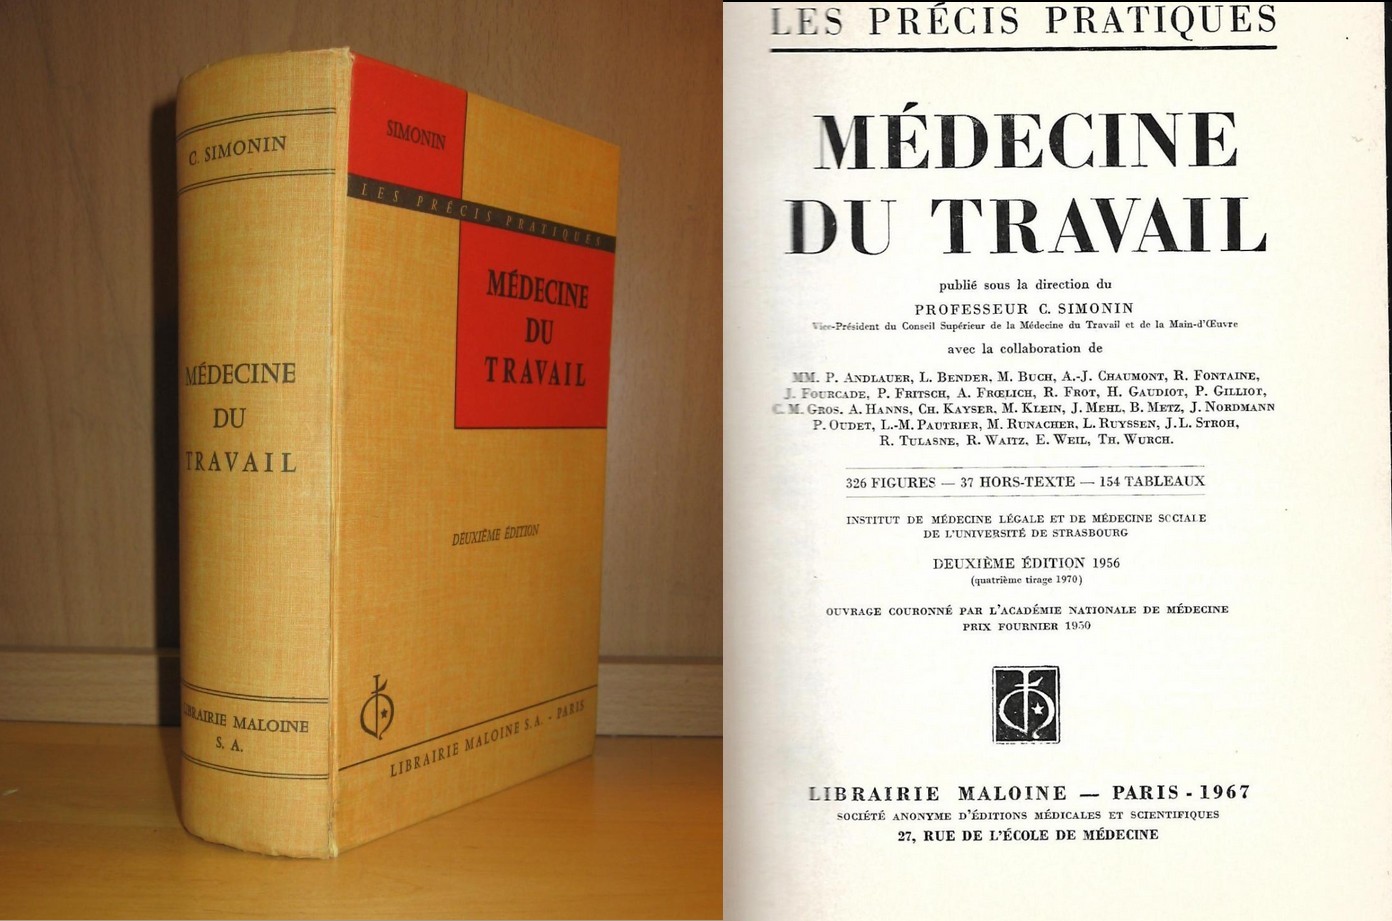 C. SIMONIN
MÉDECINE
DU
TRAVAIL
LIBRAIRIE MALOINE
S. A.
SIMONIN
LES PRÉCIS PRATIQUES
MÉDECINE
DU
TRAVAIL
DEUXIÈME ÉDITION
LIBRAIRIE MALOINE S.A. - PARIS
LES PRÉCIS PRATIQUES
MÉDECINE
DU TRAVAIL
publié sous la direction du
PROFESSEUR C. SIMONIN
Vice-Président du Conseil Supérieur de la Médecine du Travail et de la Main-d'Œuvre
avec la collaboration de
MM. P. ANDLAUER, L. BENDER, M. BUCH, A.-J. CHAUMONT, R. FONTAINE,
J. FOURCADE, P. FRITSCH, A. FRŒLICH, R. FROT, H. GAUDIOT, P. GILLIOT,
C. M. GROS. A. HANNS, CH. KAYSER, M. KLEIN, J. MEHL, B. METZ, J. NORDMANN
P. OUDET, L.-M. PAUTRIER, M. RUNACHER, L. RUYSSEN, J.L. STROH,
R. TULASNE, R. WAITZ, E. WEIL, TH. WURCH.
326 FIGURES — 37 HORS-TEXTE — 154 TABLEAUX
INSTITUT DE MÉDECINE LÉGALE ET DE MÉDECINE SOCIALE
DE L'UNIVERSITÉ DE STRASBOURG
DEUXIÈME ÉDITION 1956
(quatrième tirage 1970)
OUVRAGE COURONNÉ PAR L'ACADÉMIE NATIONALE DE MÉDECINE
PRIX FOURNIER 1950
LIBRAIRIE MALOINE — PARIS - 1967
SOCIÉTÉ ANONYME D'ÉDITIONS MÉDICALES ET SCIENTIFIQUES
27, RUE DE L'ÉCOLE DE MÉDECINE